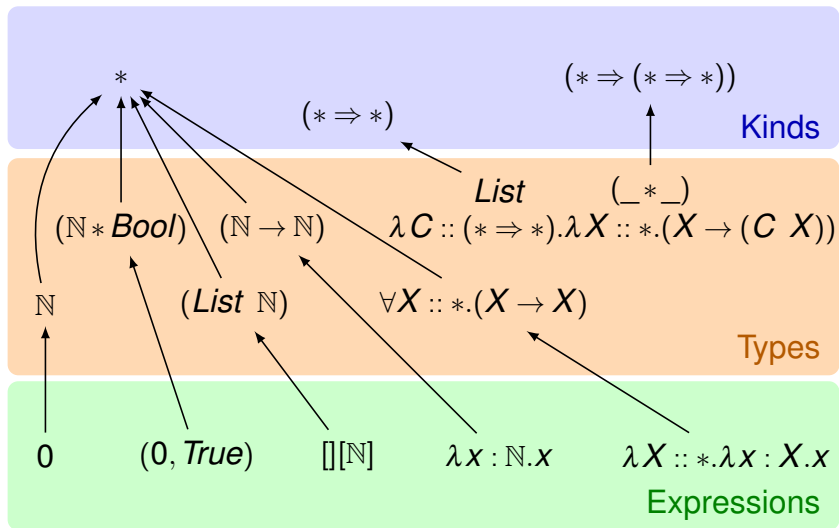 ∗
(∗ ⇒ (∗ ⇒ ∗))
(∗ ⇒ ∗)
Kinds
List
(_ ∗ _)
(ℕ ∗ Bool)
(ℕ → ℕ)
λC :: (∗ ⇒ ∗).λX :: ∗.(X → (C X))
ℕ
(List ℕ)
∀X :: ∗.(X → X)
Types
0
(0, True)
[][ℕ]
λx : ℕ.x
λX :: ∗.λx : X.x
Expressions